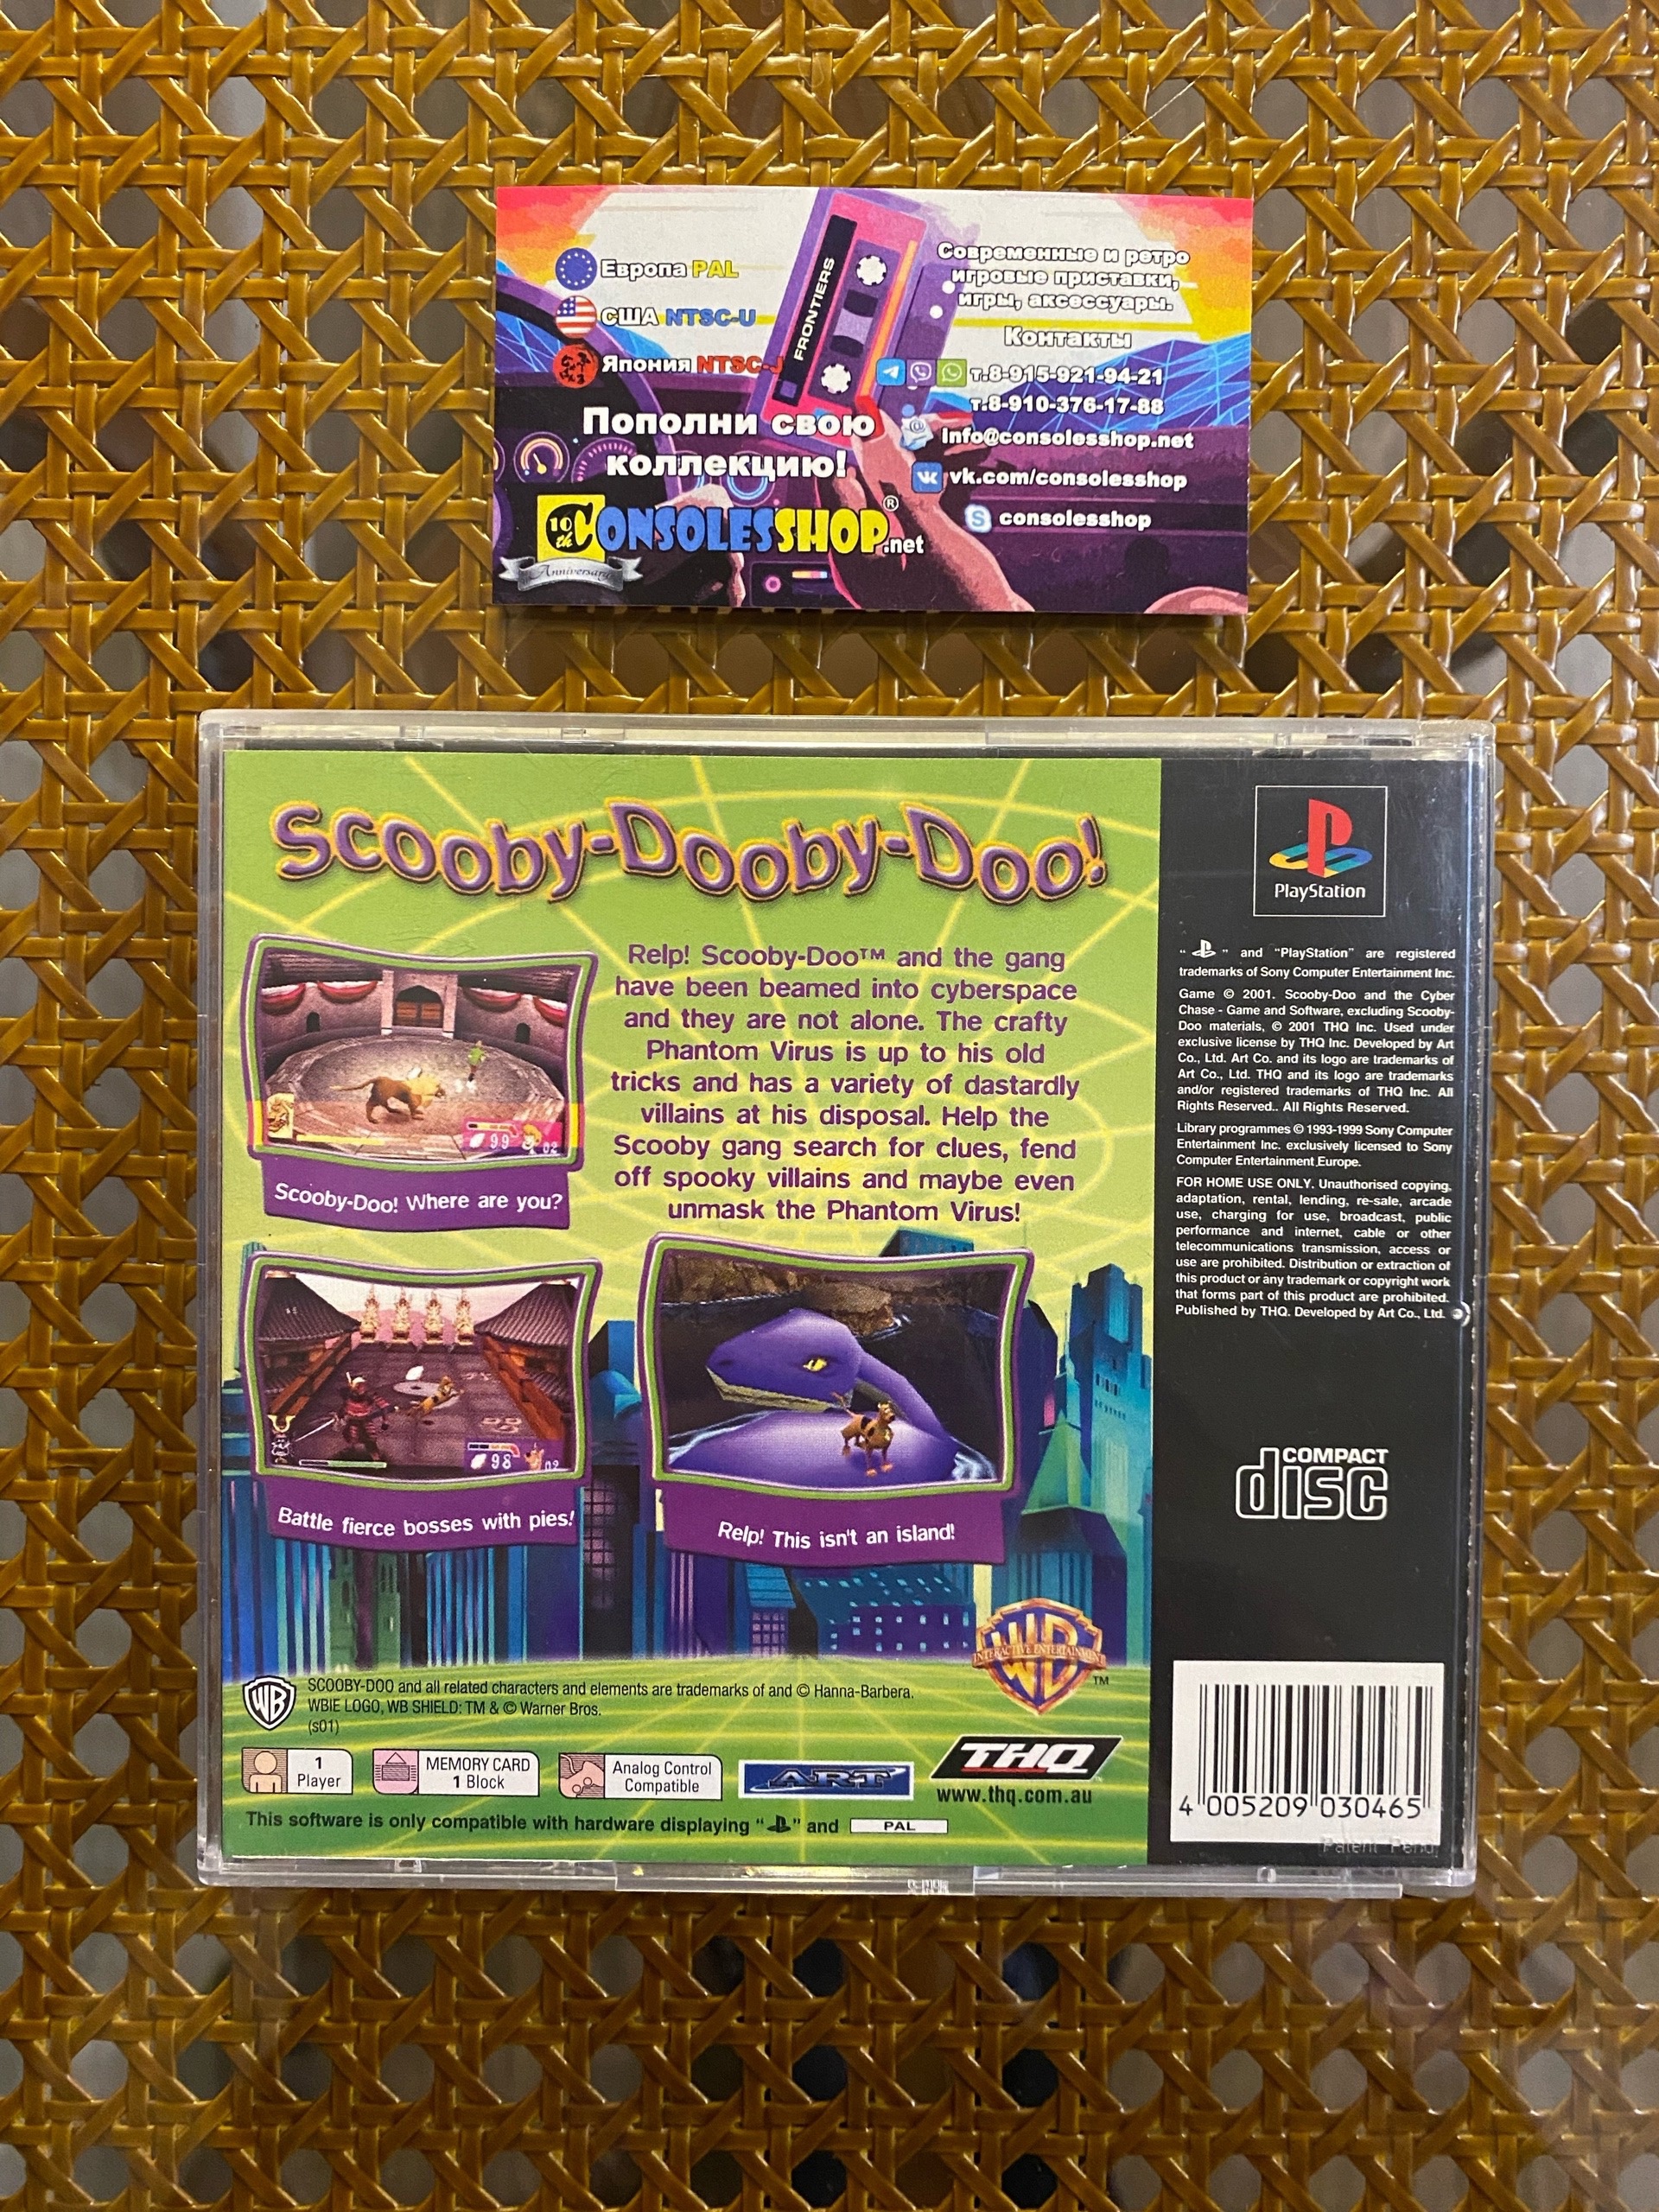 Европа PAL
США NTSC-U
Япония NTSC-J
Пополни свою
коллекцию!
10th
CONSOLESSHOP.net
®
Anniversary
FRONTIERS
Современные и ретро
игровые приставки,
игры, аксессуары.
Контакты
т.8-915-921-94-21
т.8-910-376-17-88
Info@consolesshop.net
vk.com/consolesshop
consolesshop
Scooby-Dooby-Doo!
Relp! Scooby-Doo™ and the gang
have been beamed into cyberspace
and they are not alone. The crafty
Phantom Virus is up to his old
tricks and has a variety of dastardly
villains at his disposal. Help the
Scooby gang search for clues, fend
off spooky villains and maybe even
unmask the Phantom Virus!
99 02
Scooby-Doo! Where are you?
98 02
Battle fierce bosses with pies!
Relp! This isn't an island!
WB
INTERACTIVE ENTERTAINMENT
™
WB
SCOOBY-DOO and all related characters and elements are trademarks of and © Hanna-Barbera.
WBIE LOGO, WB SHIELD: TM & © Warner Bros.
(s01)
1
Player
MEMORY CARD
1 Block
Analog Control
Compatible
ART
THQ
www.thq.com.au
This software is only compatible with hardware displaying “ ” and PAL
PlayStation
“ ” and “PlayStation” are registered
trademarks of Sony Computer Entertainment Inc.
Game © 2001. Scooby-Doo and the Cyber
Chase - Game and Software, excluding Scooby-
Doo materials, © 2001 THQ Inc. Used under
exclusive license by THQ Inc. Developed by Art
Co., Ltd. Art Co. and its logo are trademarks of
Art Co., Ltd. THQ and its logo are trademarks
and/or registered trademarks of THQ Inc. All
Rights Reserved.. All Rights Reserved.
Library programmes © 1993-1999 Sony Computer
Entertainment Inc. exclusively licensed to Sony
Computer Entertainment Europe.
FOR HOME USE ONLY. Unauthorised copying,
adaptation, rental, lending, re-sale, arcade
use, charging for use, broadcast, public
performance and internet, cable or other
telecommunications transmission, access or
use are prohibited. Distribution or extraction of
this product or any trademark or copyright work
that forms part of this product are prohibited.
Published by THQ. Developed by Art Co., Ltd.
COMPACT
disc
4 005209 030465
Patent Pend